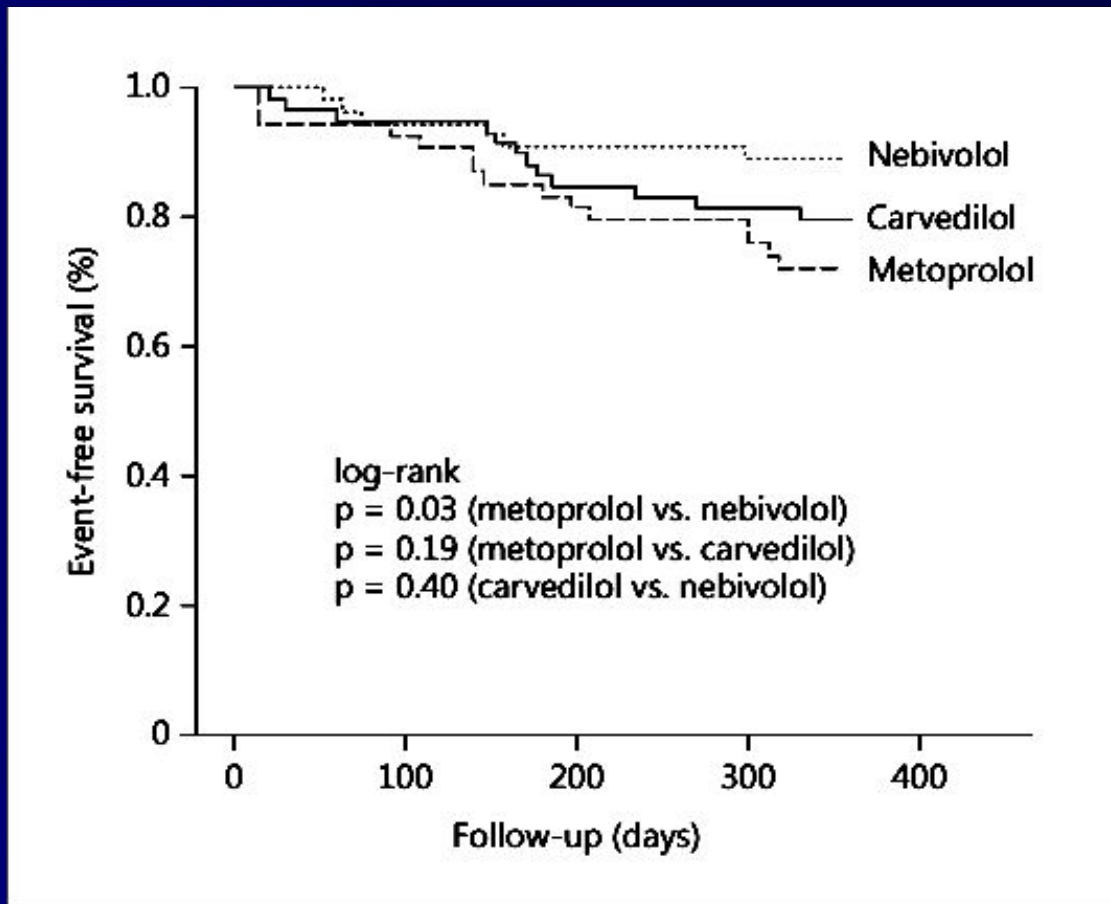 Event-free survival (%)
1.0
0.8
0.6
0.4
0.2
0
Nebivolol
Carvedilol
Metoprolol
log-rank
p = 0.03 (metoprolol vs. nebivolol)
p = 0.19 (metoprolol vs. carvedilol)
p = 0.40 (carvedilol vs. nebivolol)
0 100 200 300 400
Follow-up (days)